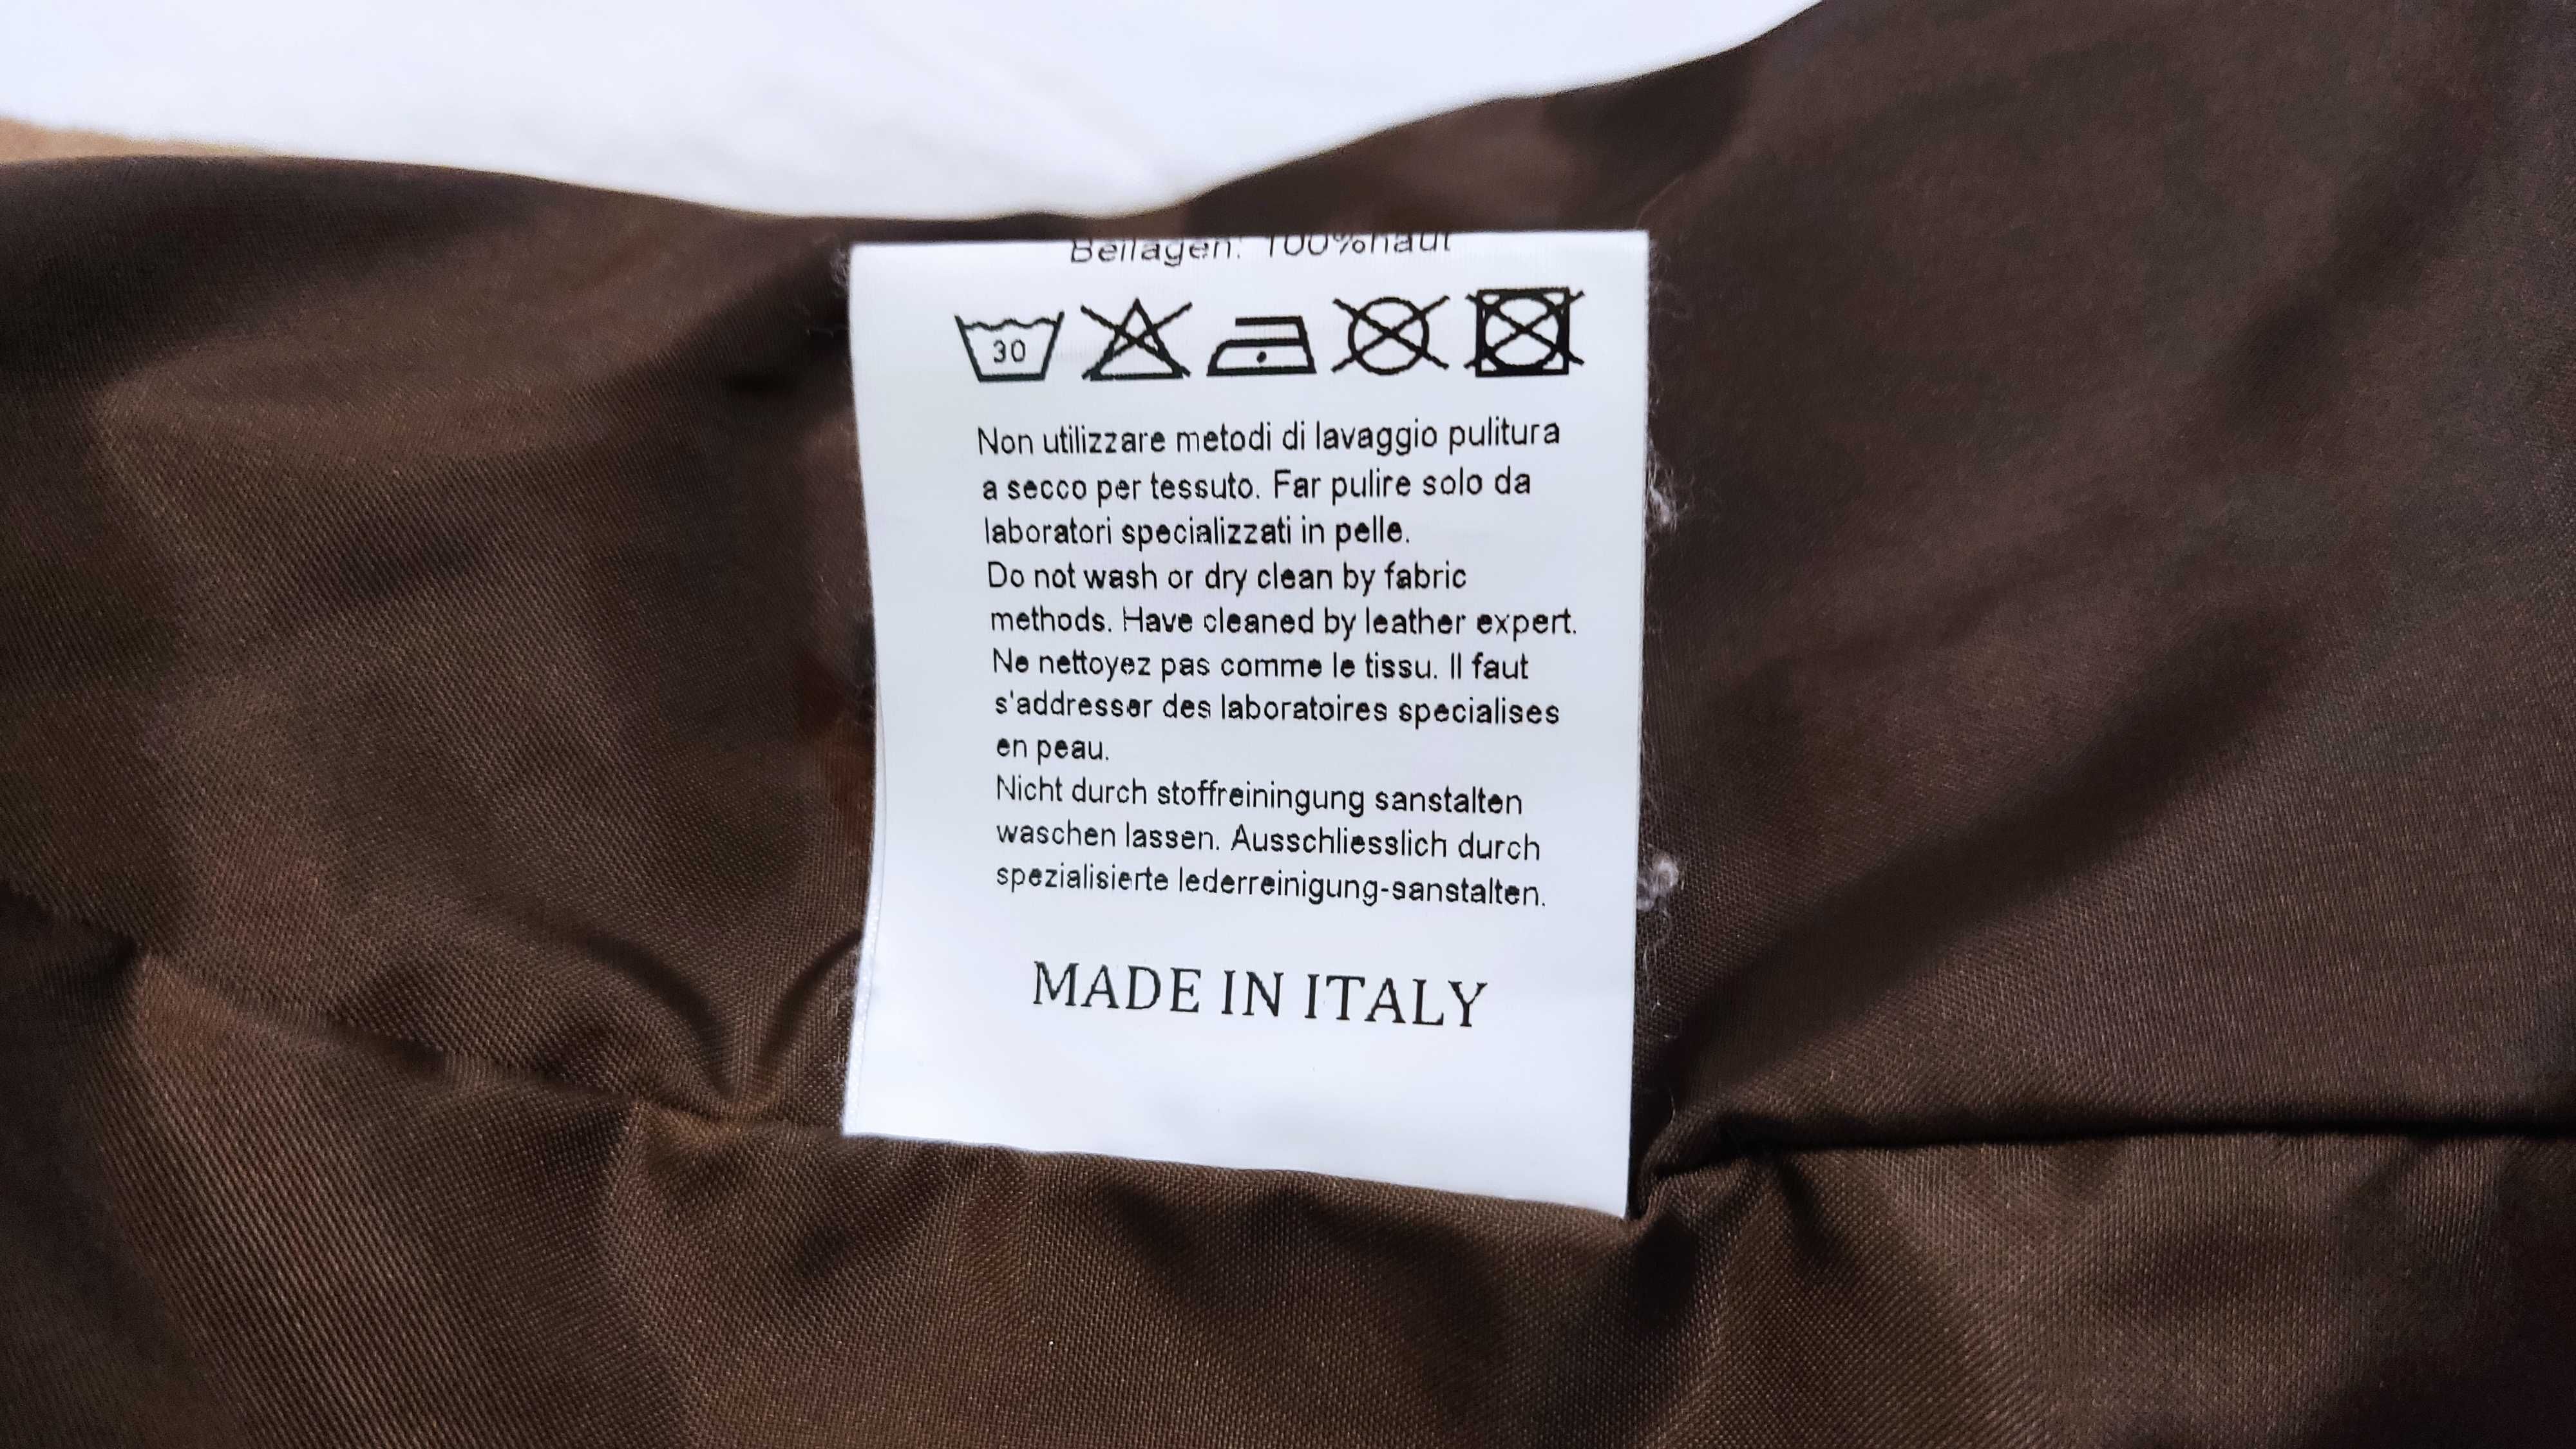 Beilagen: 100%haut
30
Non utilizzare metodi di lavaggio pulitura
a secco per tessuto. Far pulire solo da
laboratori specializzati in pelle.
Do not wash or dry clean by fabric
methods. Have cleaned by leather expert.
Ne nettoyez pas comme le tissu. Il faut
s'addresser des laboratoires specialises
en peau.
Nicht durch stoffreiningung sanstalten
waschen lassen. Ausschliesslich durch
spezialisierte lederreinigung-sanstalten.
MADE IN ITALY